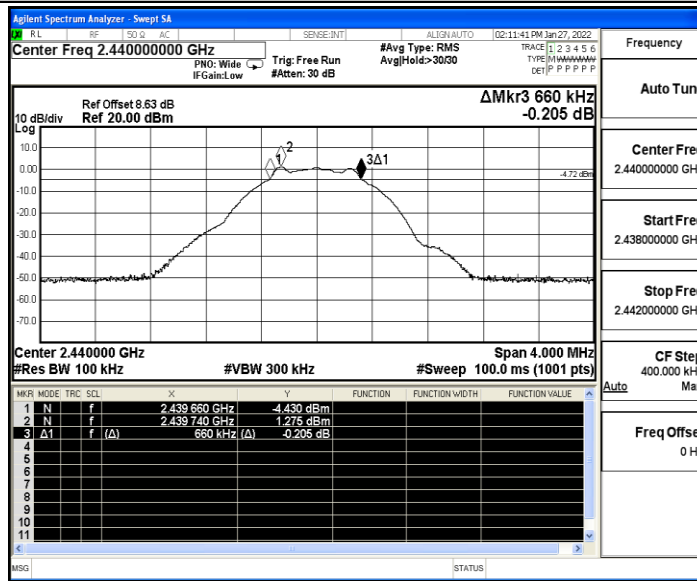 Agilent Spectrum Analyzer - Swept SA
RL RF 50 Ω AC SENSE:INT ALIGN AUTO 02:11:41 PM Jan 27, 2022
Center Freq 2.440000000 GHz
PNO: Wide
IFGain:Low
Trig: Free Run
#Atten: 30 dB
#Avg Type: RMS
Avg|Hold:>30/30
TRACE 1 2 3 4 5 6
TYPE M WWWWW
DET P P P P P P
Frequency
ΔMkr3 660 kHz
-0.205 dB
Ref Offset 8.63 dB
10 dB/div Ref 20.00 dBm
Log
10.0
0.00
-10.0
-20.0
-30.0
-40.0
-50.0
-60.0
-70.0
1
2
3Δ1
-4.72 dBm
Center 2.440000 GHz Span 4.000 MHz
#Res BW 100 kHz #VBW 300 kHz #Sweep 100.0 ms (1001 pts)
MKR MODE TRC SCL X Y FUNCTION FUNCTION WIDTH FUNCTION VALUE
1 N f 2.439 660 GHz -4.430 dBm
2 N f 2.439 740 GHz 1.275 dBm
3 Δ1 f (Δ) 660 kHz (Δ) -0.205 dB
4
5
6
7
8
9
10
11
MSG STATUS
Auto Tun
Center Fre
2.440000000 GH
Start Fre
2.438000000 GH
Stop Fre
2.442000000 GH
CF Ste
400.000 kH
Auto Ma
Freq Offse
0 H